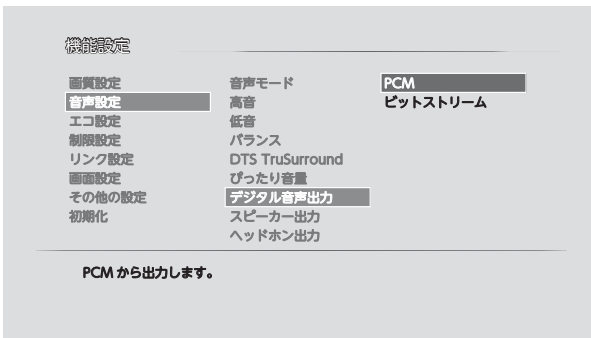 機能設定
画質設定
音声設定
エコ設定
制限設定
リンク設定
画面設定
その他の設定
初期化
音声モード
高音
低音
バランス
DTS TruSurround
ぴったり音量
デジタル音声出力
スピーカー出力
ヘッドホン出力
PCM
ビットストリーム
PCM から出力します。